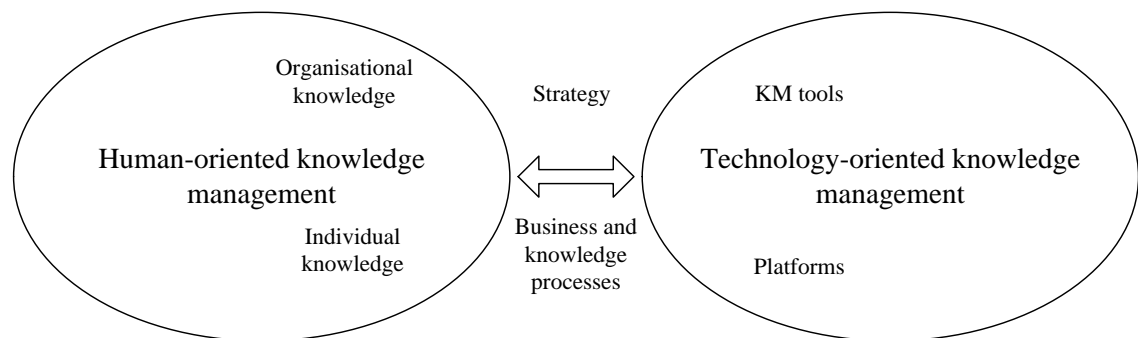 Organisational
knowledge
Human-oriented knowledge
management
Individual
knowledge
Strategy
Business and
knowledge
processes
KM tools
Technology-oriented knowledge
management
Platforms